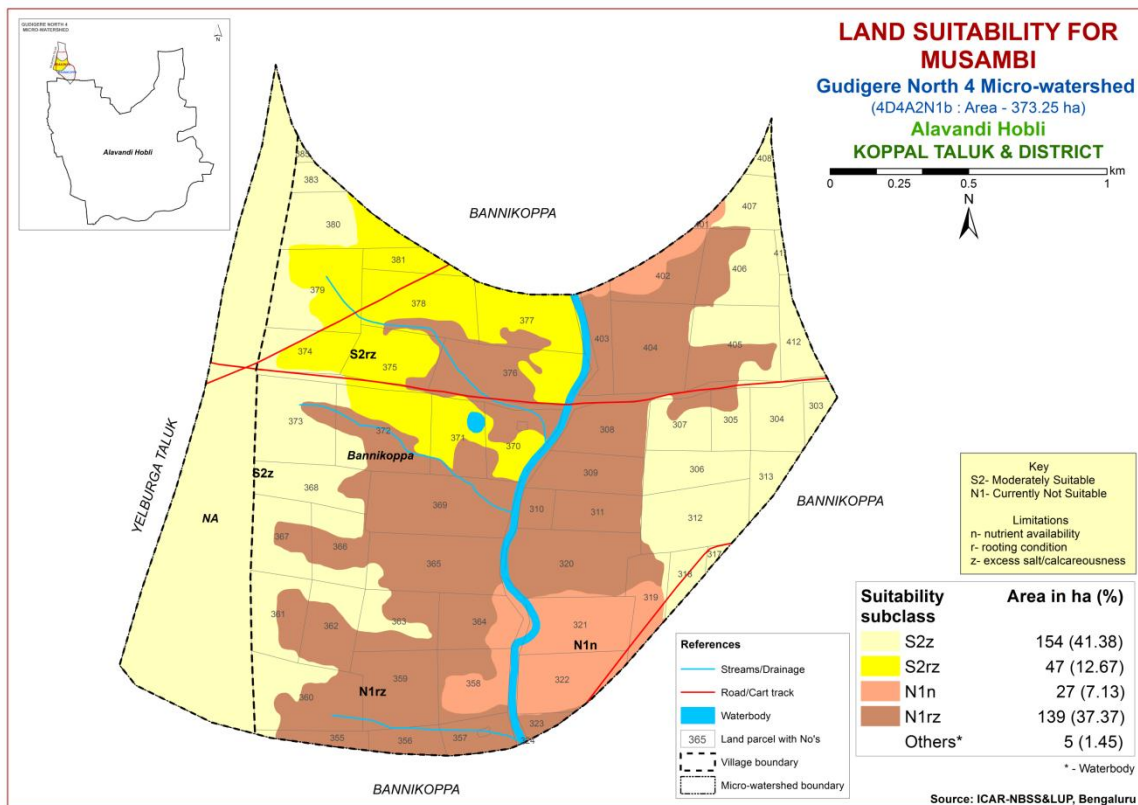 GUDIGERE NORTH 4
MICRO-WATERSHED
N
Alavandi Hobli
LAND SUITABILITY FOR
MUSAMBI
Gudigere North 4 Micro-watershed
(4D4A2N1b : Area - 373.25 ha)
Alavandi Hobli
KOPPAL TALUK & DISTRICT
km
0 0.25 0.5 1
N
BANNIKOPPA
383
380
381
379
378
377
374
S2rz
375
376
408
407
401
406
402
403
404
405
412
373
372
371
370
Bannikoppa
308
307
305
304
303
S2z
368
369
309
306
313
310
311
312
YELBURGA TALUK
NA
BANNIKOPPA
367
366
365
320
317
318
319
361
362
363
364
321
N1n
359
358
322
360
N1rz
323
355
356
357
BANNIKOPPA
Key
S2- Moderately Suitable
N1- Currently Not Suitable
Limitations
n- nutrient availability
r- rooting condition
z- excess salt/calcareousness
Suitability subclass Area in ha (%)
S2z 154 (41.38)
S2rz 47 (12.67)
N1n 27 (7.13)
N1rz 139 (37.37)
Others* 5 (1.45)
* - Waterbody
References
Streams/Drainage
Road/Cart track
Waterbody
365 Land parcel with No's
Village boundary
Micro-watershed boundary
Source: ICAR-NBSS&LUP, Bengaluru